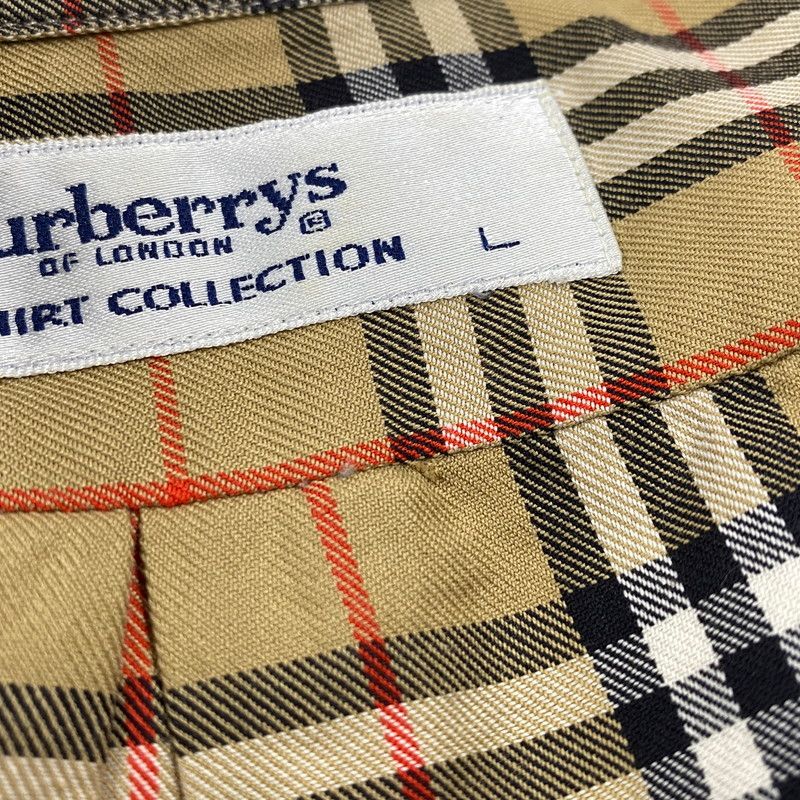 urberrys ®
OF LONDON
HIRT COLLECTION L